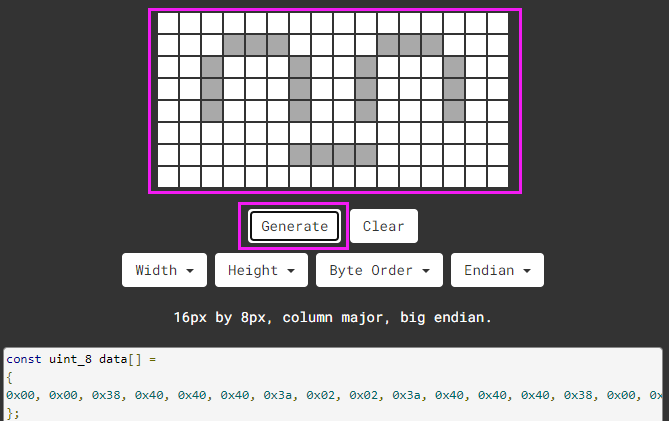 Generate Clear
Width Height Byte Order Endian
16px by 8px, column major, big endian.
const uint_8 data[] =
{
0x00, 0x00, 0x38, 0x40, 0x40, 0x40, 0x3a, 0x02, 0x02, 0x3a, 0x40, 0x40, 0x40, 0x38, 0x00, 0x
};